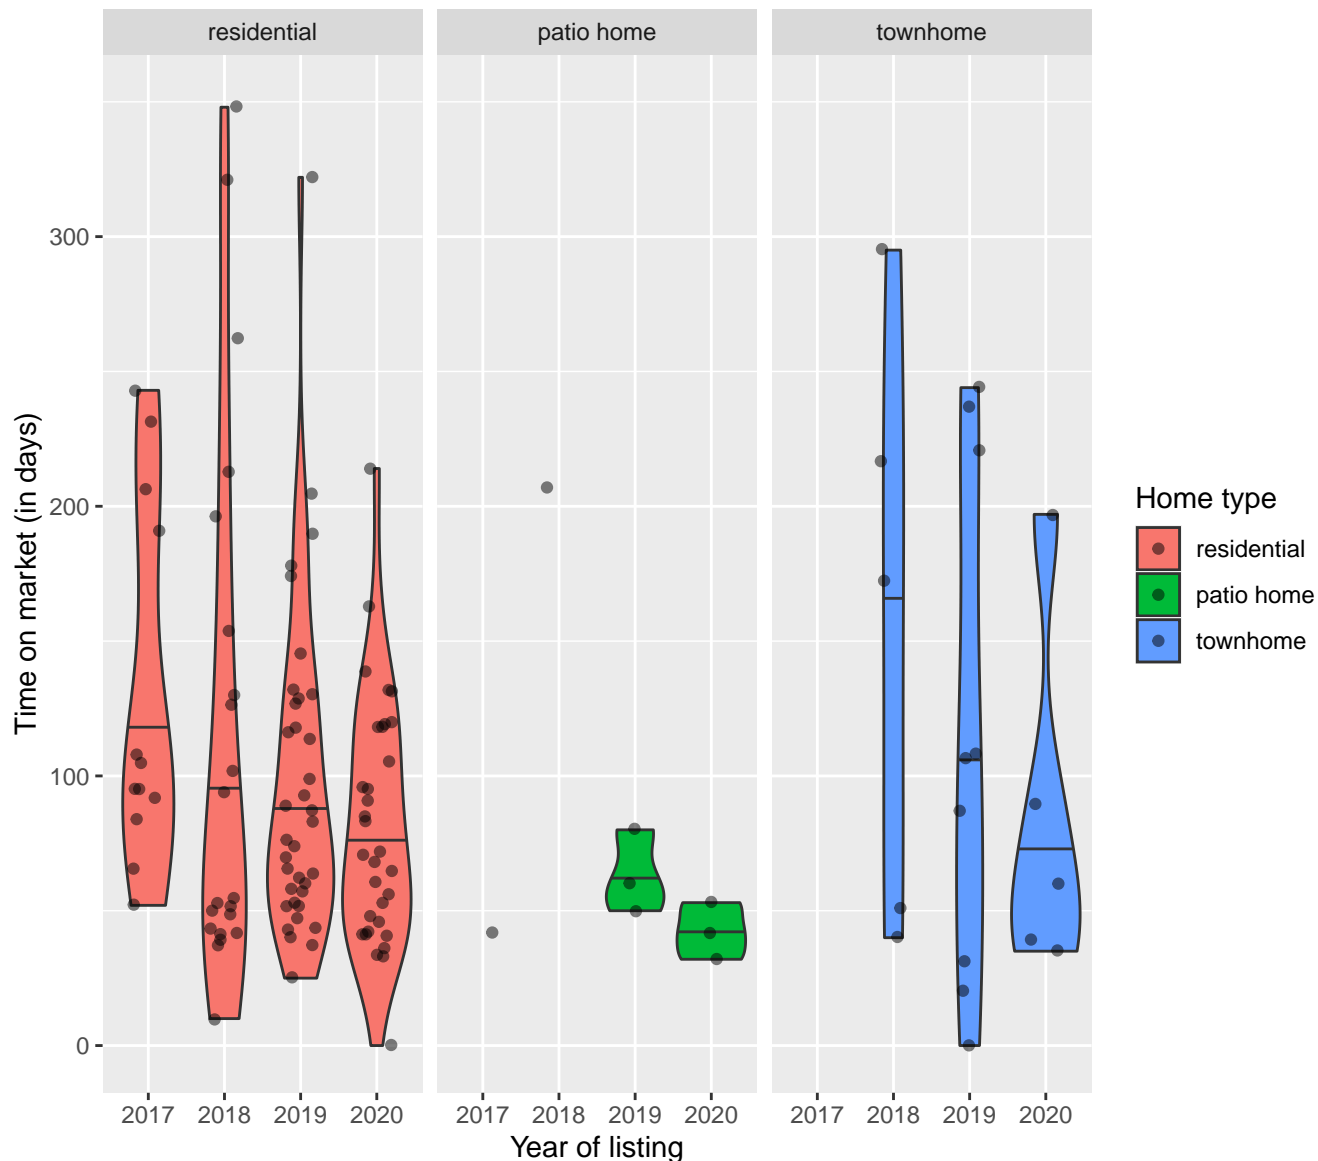 residential patio home townhome
300
200
100
0
Time on market (in days)
2017 2018 2019 2020 2017 2018 2019 2020 2017 2018 2019 2020
Year of listing
Home type
residential
patio home
townhome